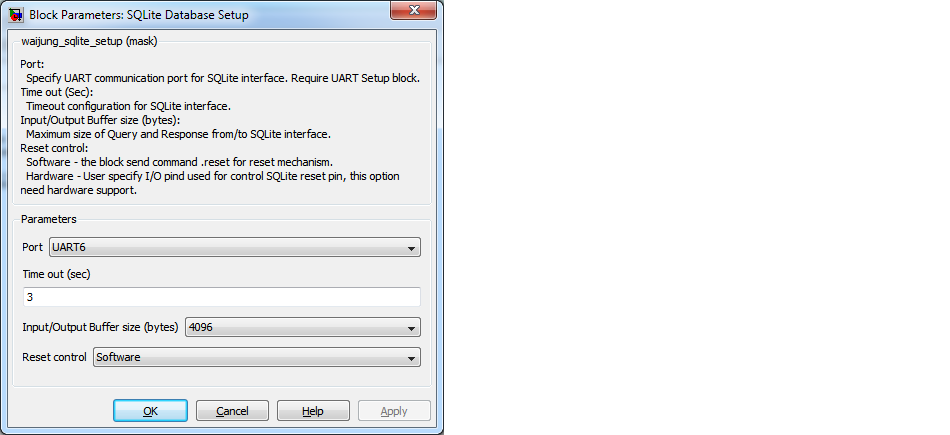 Block Parameters: SQLite Database Setup
waijung_sqlite_setup (mask)
Port:
Specify UART communication port for SQLite interface. Require UART Setup block.
Time out (Sec):
Timeout configuration for SQLite interface.
Input/Output Buffer size (bytes):
Maximum size of Query and Response from/to SQLite interface.
Reset control:
Software - the block send command .reset for reset mechanism.
Hardware - User specify I/O pind used for control SQLite reset pin, this option
need hardware support.
Parameters
Port UART6
Time out (sec)
3
Input/Output Buffer size (bytes) 4096
Reset control Software
OK Cancel Help Apply